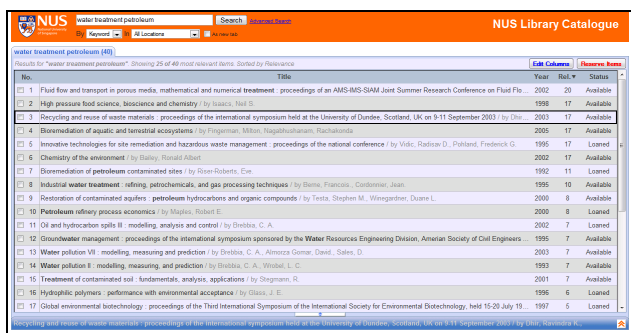 NUS
National University of Singapore
water treatment petroleum
Search
Advanced Search
NUS Library Catalogue
By Keyword In All Locations As new tab
water treatment petroleum (40)
Results for "water treatment petroleum". Showing 25 of 40 most relevant items. Sorted by Relevance
Edit Columns
Reserve Items
No. Title Year Rel.▼ Status
1 Fluid flow and transport in porous media, mathematical and numerical treatment : proceedings of an AMS-IMS-SIAM Joint Summer Research Conference on Fluid Flo... 2002 20 Available
2 High pressure food science, bioscience and chemistry / by Isaacs, Neil S. 1998 17 Available
3 Recycling and reuse of waste materials : proceedings of the international symposium held at the University of Dundee, Scotland, UK on 9-11 September 2003 / by Dhir... 2003 17 Available
4 Bioremediation of aquatic and terrestrial ecosystems / by Fingerman, Milton, Nagabhushanam, Rachakonda 2005 17 Available
5 Innovative technologies for site remediation and hazardous waste management : proceedings of the national conference / by Vidic, Radisav D., Pohland, Frederick G. 1995 17 Loaned
6 Chemistry of the environment / by Bailey, Ronald Albert 2002 17 Available
7 Bioremediation of petroleum contaminated sites / by Riser-Roberts, Eve. 1992 11 Loaned
8 Industrial water treatment : refining, petrochemicals, and gas processing techniques / by Berne, Francois., Cordonnier, Jean. 1995 10 Available
9 Restoration of contaminated aquifers : petroleum hydrocarbons and organic compounds / by Testa, Stephen M., Winegardner, Duane L. 2000 8 Available
10 Petroleum refinery process economics / by Maples, Robert E. 2000 8 Loaned
11 Oil and hydrocarbon spills III : modelling, analysis and control / by Brebbia, C. A. 2002 7 Loaned
12 Groundwater management : proceedings of the international symposium sponsored by the Water Resources Engineering Division, Amerian Society of Civil Engineers ... 1995 7 Available
13 Water pollution VII : modelling, measuring and prediction / by Brebbia, C. A., Almorza Gomar, David., Sales, D. 2003 7 Available
14 Water pollution II : modelling, measuring, and prediction / by Brebbia, C. A., Wrobel, L. C. 1993 7 Available
15 Treatment of contaminated soil : fundamentals, analysis, applications / by Stegmann, R. 2001 7 Available
16 Hydrophilic polymers : performance with environmental acceptance / by Glass, J. E. 1996 6 Loaned
17 Global environmental biotechnology : proceedings of the Third International Symposium of the International Society for Environmental Biotechnology, held 15-20 July 19... 1997 5 Loaned
Recycling and reuse of waste materials : proceedings of the international symposium held at the University of Dundee, Scotland, UK on 9-11 September 2003 / by Dhir, Ravindra K.,